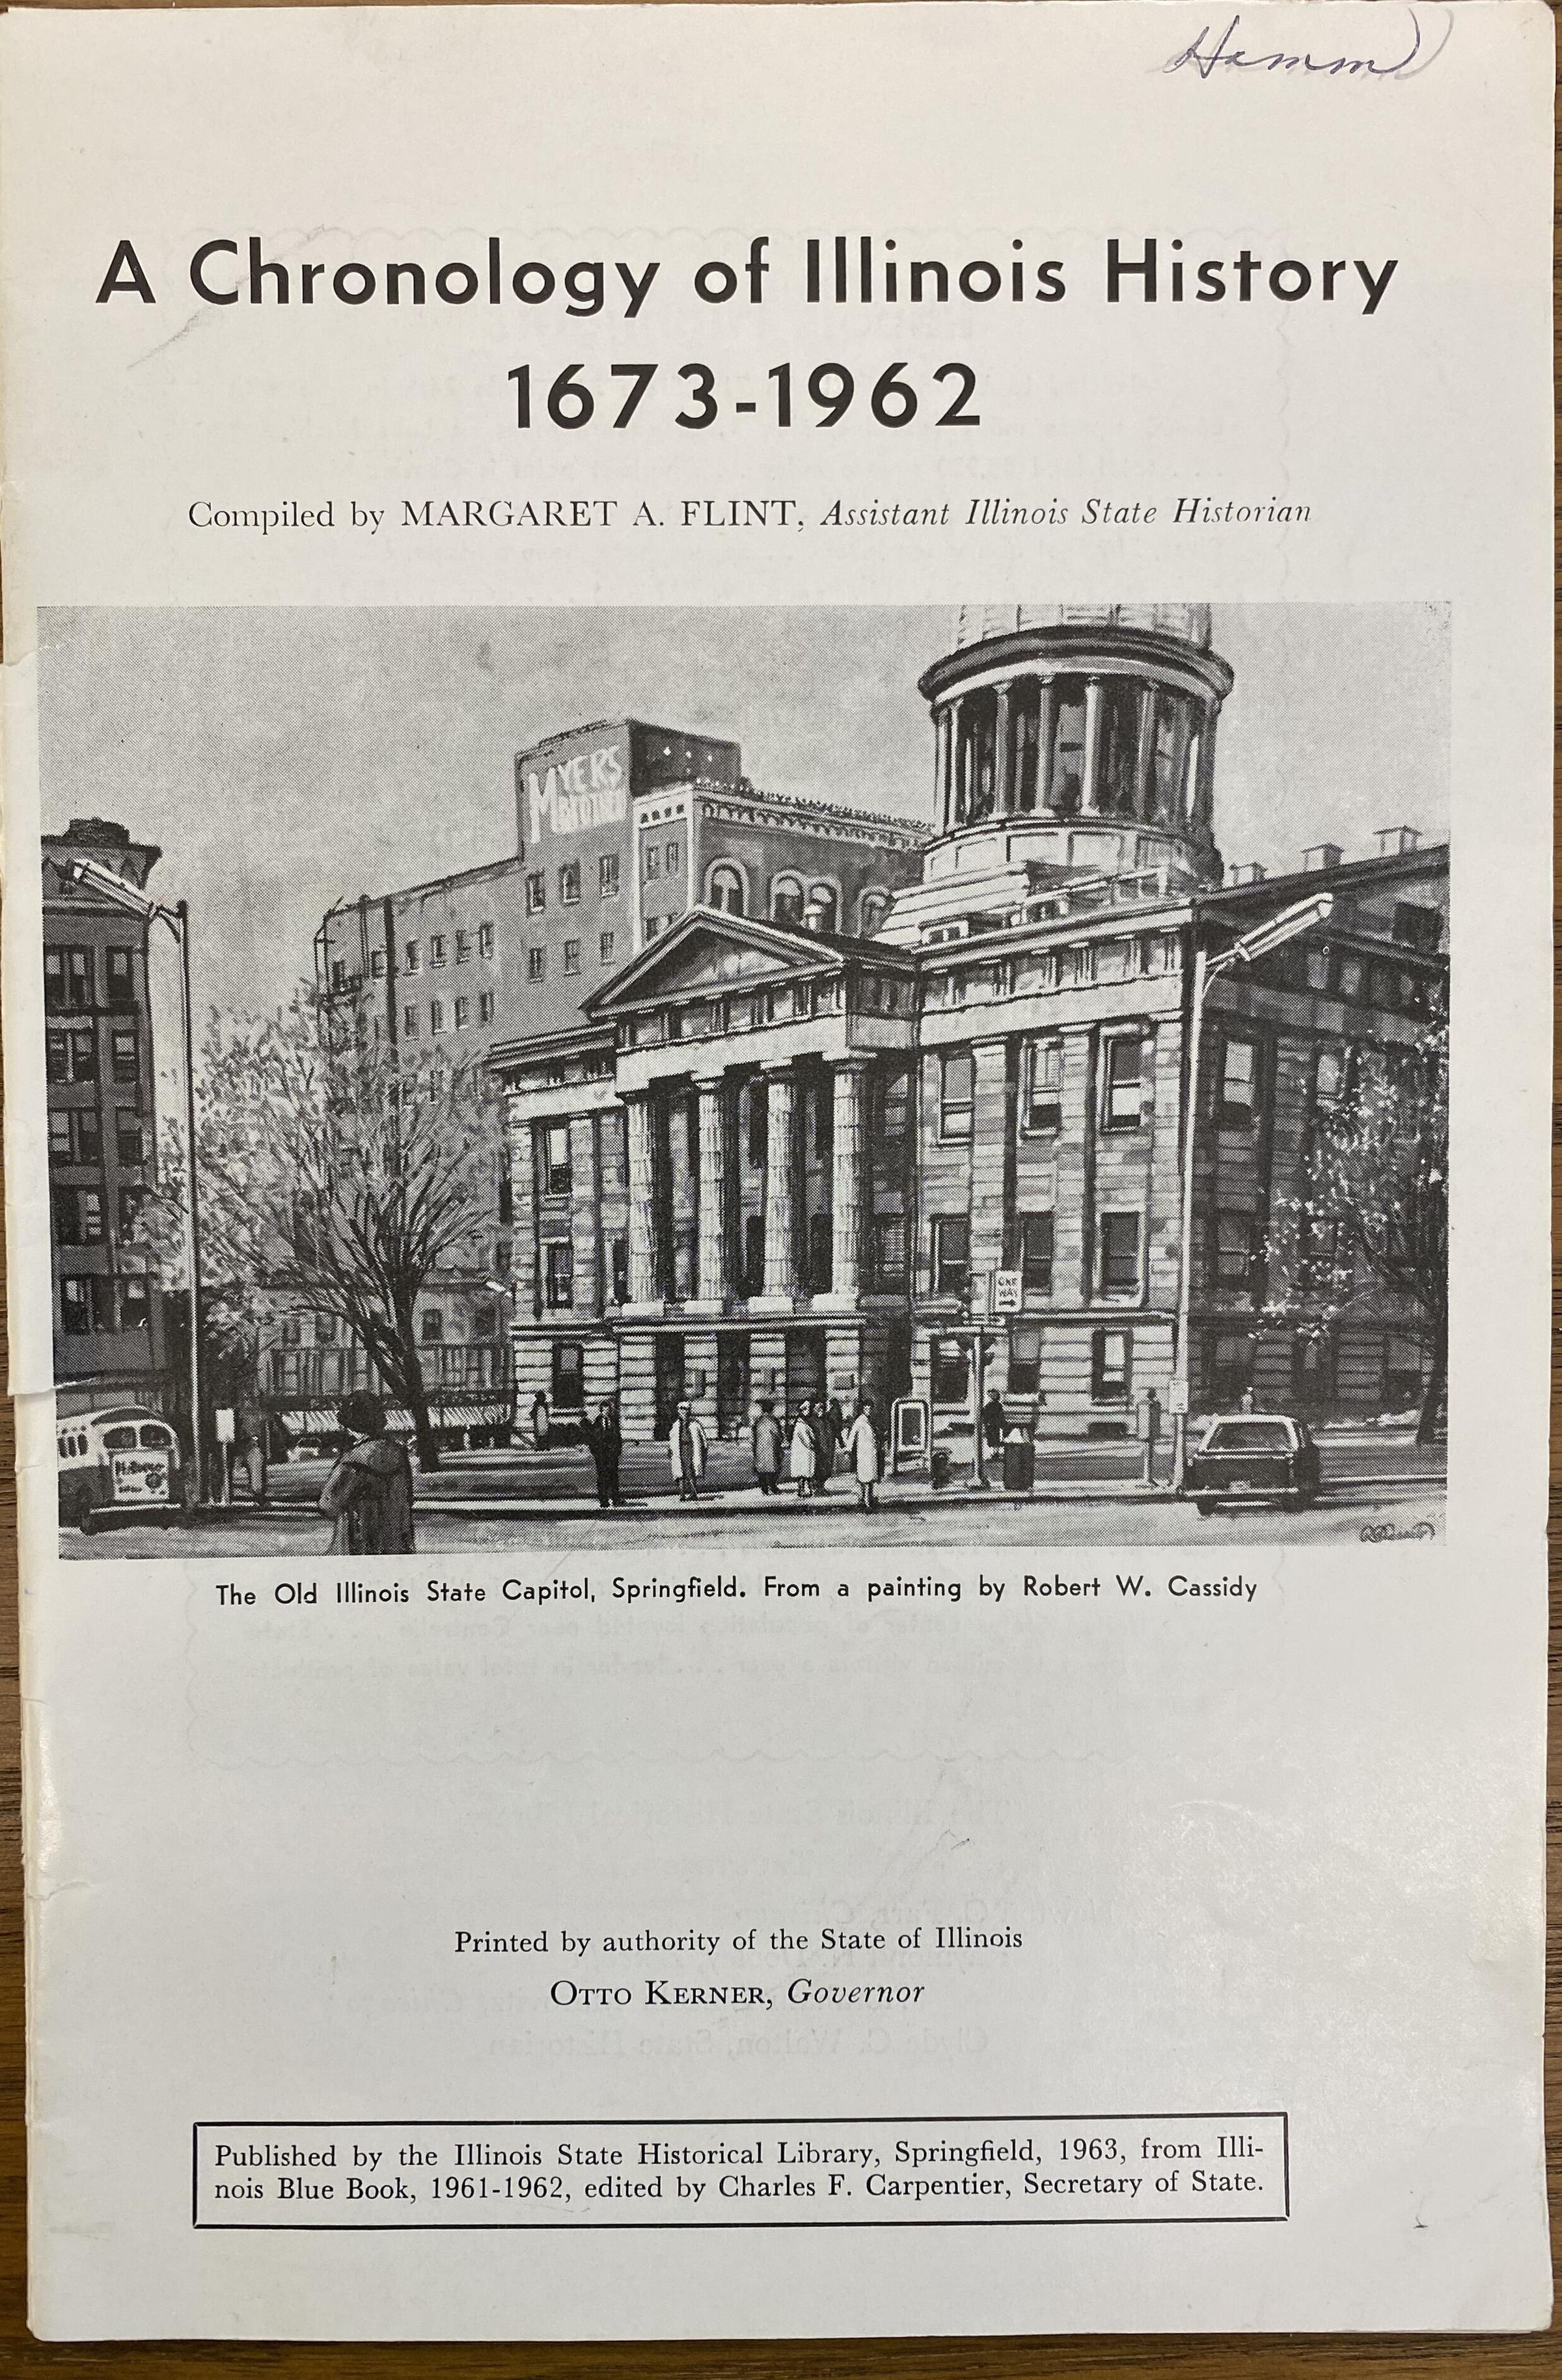 Hamm
A Chronology of Illinois History
1673-1962
Compiled by MARGARET A. FLINT, Assistant Illinois State Historian
MYERS
ONE
WAY
The Old Illinois State Capitol, Springfield. From a painting by Robert W. Cassidy
Printed by authority of the State of Illinois
OTTO KERNER, Governor
Published by the Illinois State Historical Library, Springfield, 1963, from Illi-
nois Blue Book, 1961-1962, edited by Charles F. Carpentier, Secretary of State.